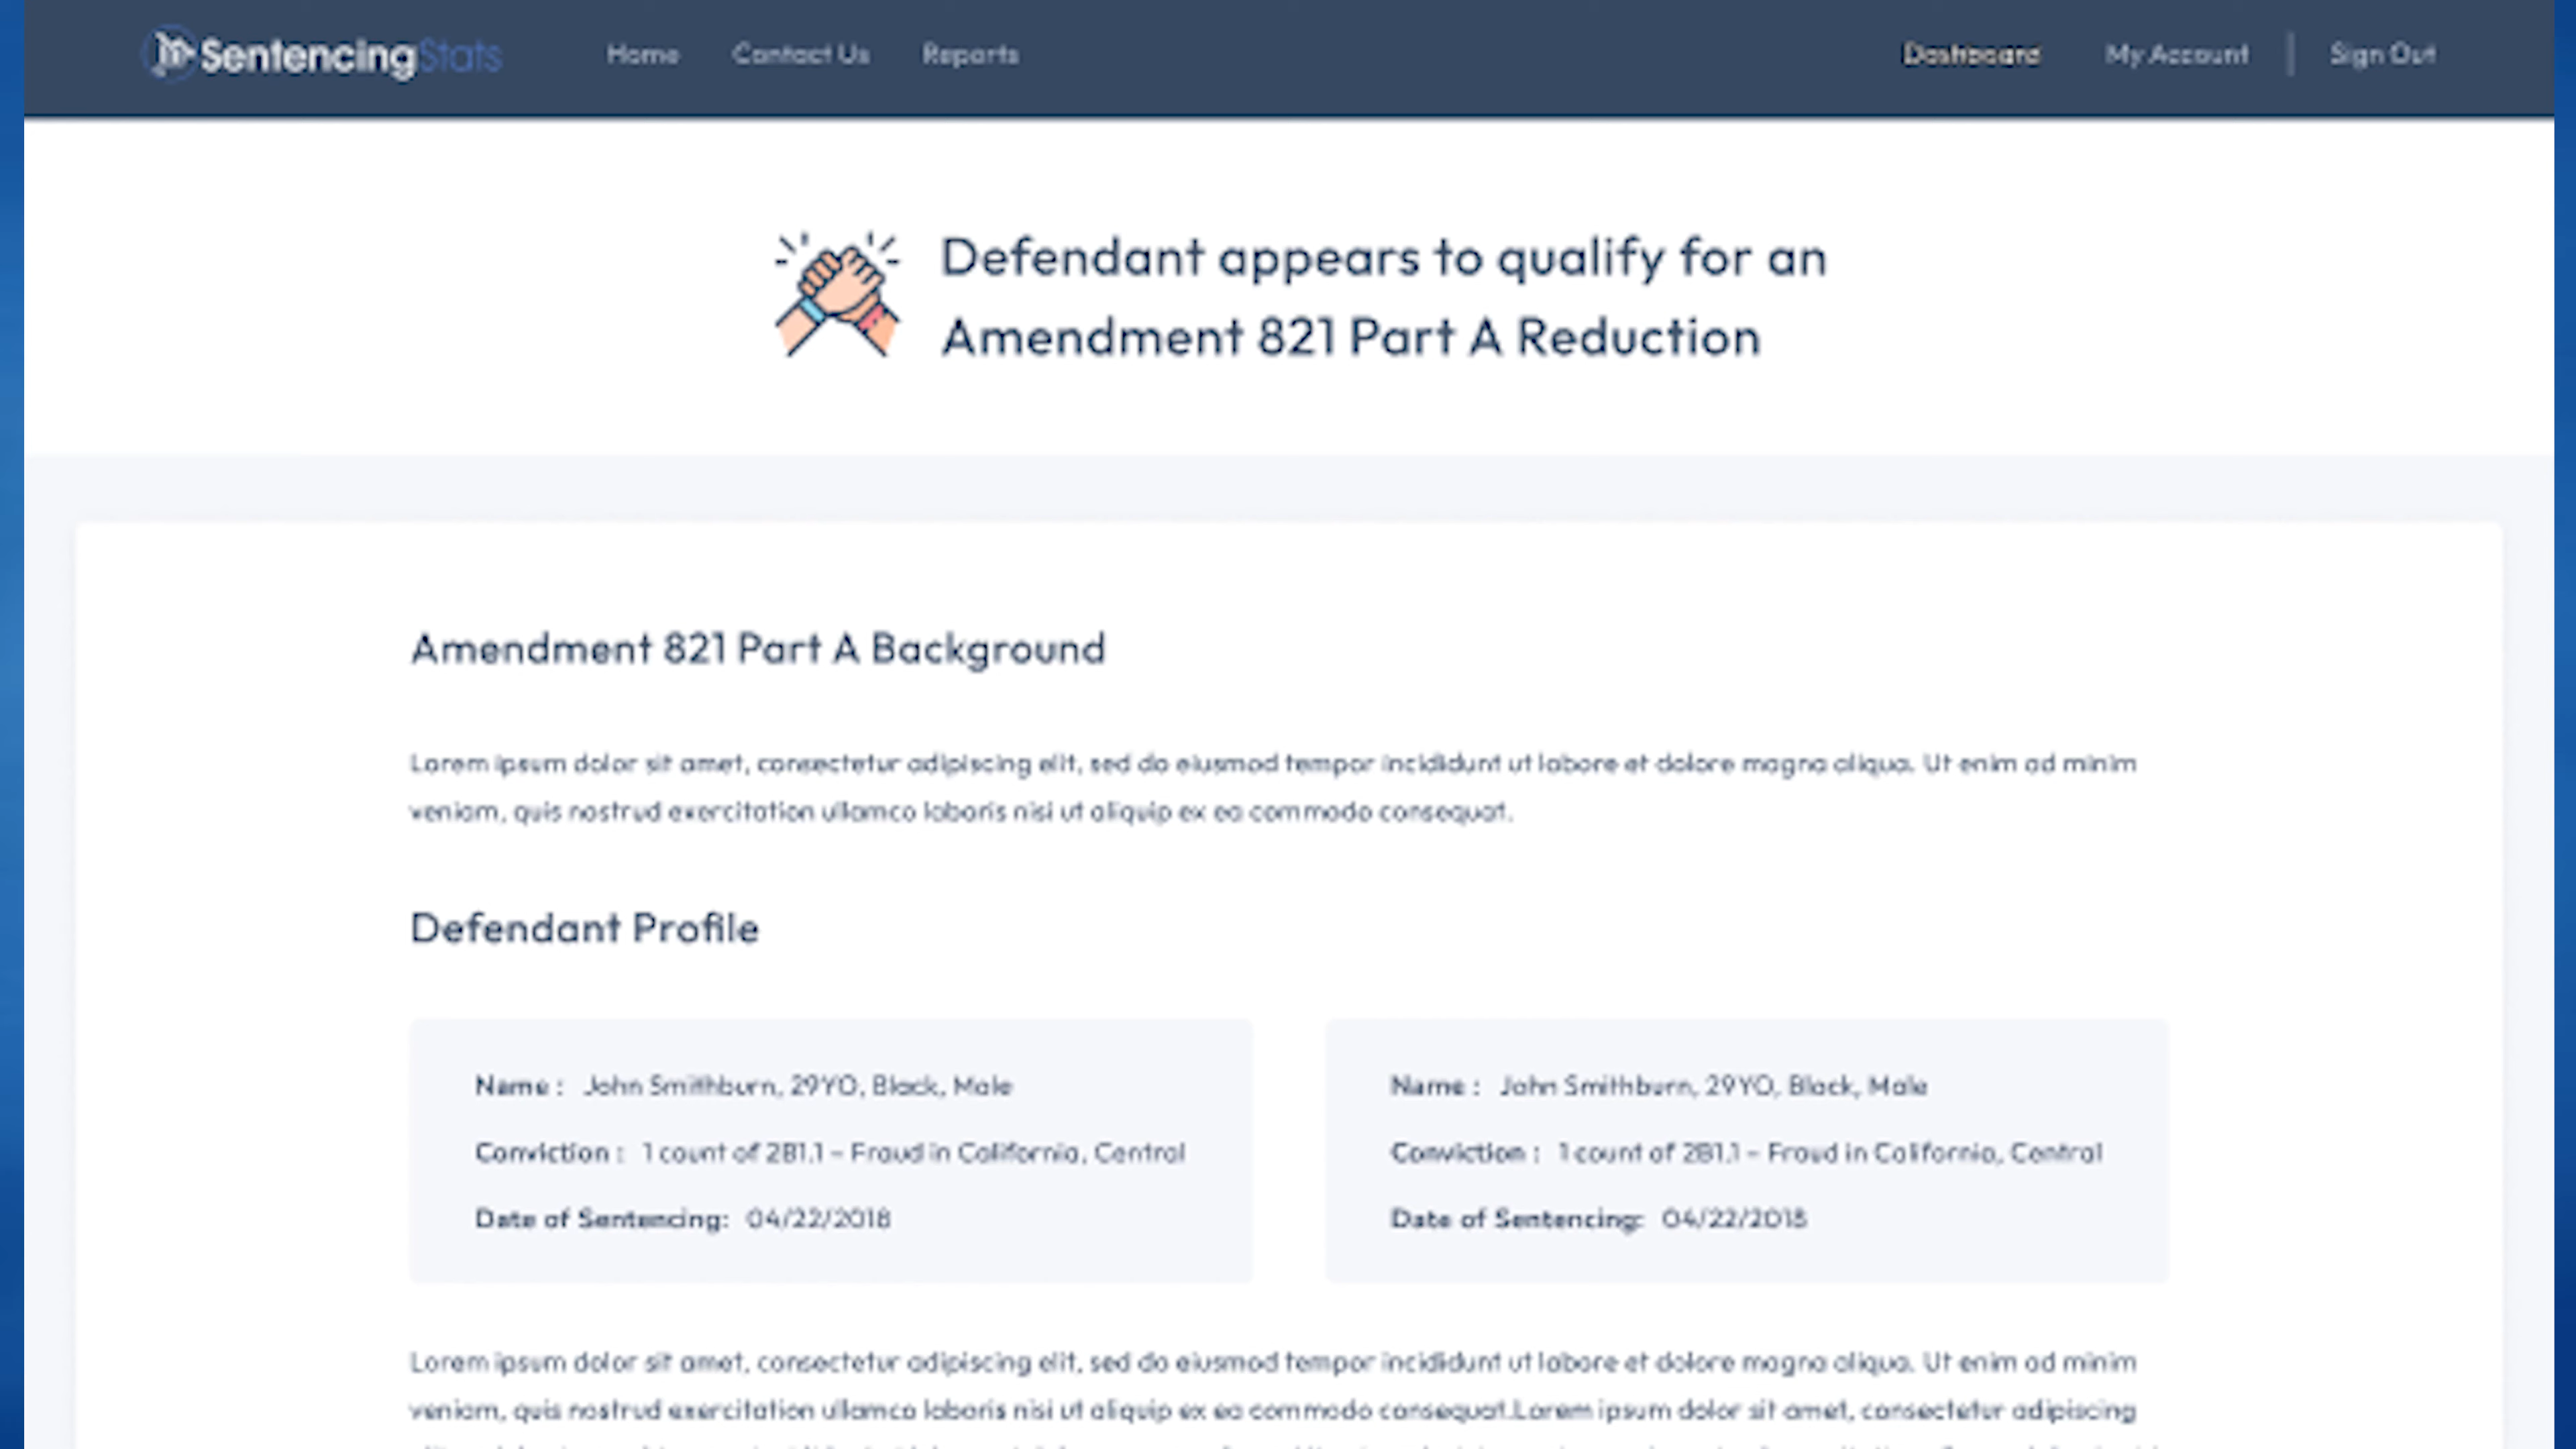 SentencingStats Home Contact Us Reports Dashboard My Account Sign Out
Defendant appears to qualify for an
Amendment 821 Part A Reduction
Amendment 821 Part A Background
Lorem ipsum dolor sit amet, consectetur adipiscing elit, sed do eiusmod tempor incididunt ut labore et dolore magna aliqua. Ut enim ad minim
veniam, quis nostrud exercitation ullamco laboris nisi ut aliquip ex ea commodo consequat.
Defendant Profile
Name : John Smithburn, 29YO, Black, Male
Conviction : 1 count of 2B1.1 – Fraud in California, Central
Date of Sentencing: 04/22/2018
Name : John Smithburn, 29YO, Black, Male
Conviction : 1 count of 2B1.1 – Fraud in California, Central
Date of Sentencing: 04/22/2018
Lorem ipsum dolor sit amet, consectetur adipiscing elit, sed do eiusmod tempor incididunt ut labore et dolore magna aliqua. Ut enim ad minim
veniam, quis nostrud exercitation ullamco laboris nisi ut aliquip ex ea commodo consequat.Lorem ipsum dolor sit amet, consectetur adipiscing